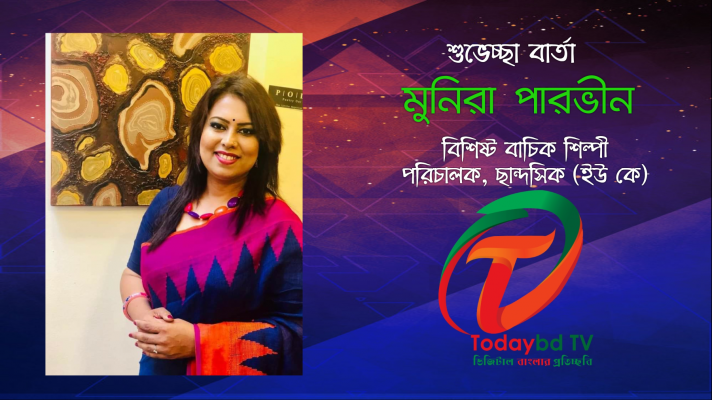 শুভেচ্ছা বার্তা
মুনিরা পারভীন
বিশিষ্ট বাচিক শিল্পী
পরিচালক, ছান্দসিক (ইউ কে)
Todaybd TV
ডিজিটাল বাংলার প্রতিচ্ছবি